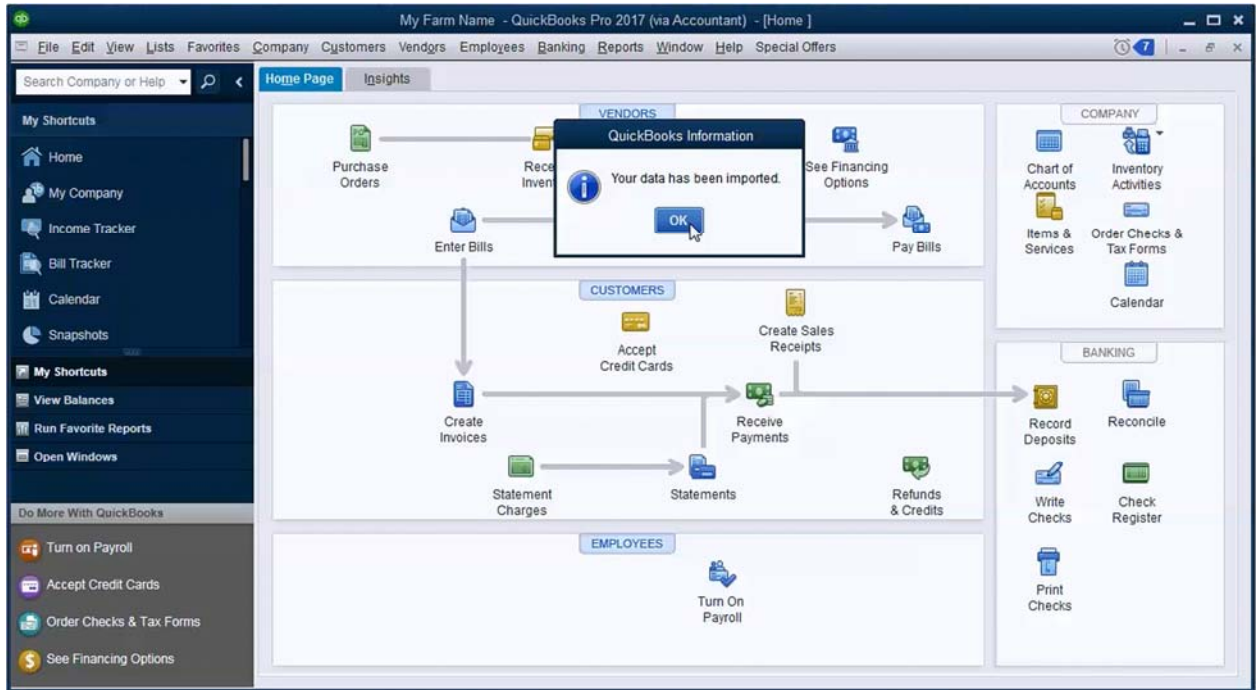 qb
My Farm Name - QuickBooks Pro 2017 (via Accountant) - [Home ]
File Edit View Lists Favorites Company Customers Vendors Employees Banking Reports Window Help Special Offers
7
Search Company or Help
Home Page
Insights
My Shortcuts
Home
My Company
Income Tracker
Bill Tracker
Calendar
Snapshots
My Shortcuts
View Balances
Run Favorite Reports
Open Windows
Do More With QuickBooks
Turn on Payroll
Accept Credit Cards
Order Checks & Tax Forms
See Financing Options
VENDORS
Purchase
Orders
See Financing
Options
Enter Bills
Pay Bills
QuickBooks Information
Your data has been imported.
OK
CUSTOMERS
Accept
Credit Cards
Create Sales
Receipts
Create
Invoices
Receive
Payments
Statement
Charges
Statements
Refunds
& Credits
EMPLOYEES
Turn On
Payroll
COMPANY
Chart of
Accounts
Inventory
Activities
Items &
Services
Order Checks &
Tax Forms
Calendar
BANKING
Record
Deposits
Reconcile
Write
Checks
Check
Register
Print
Checks